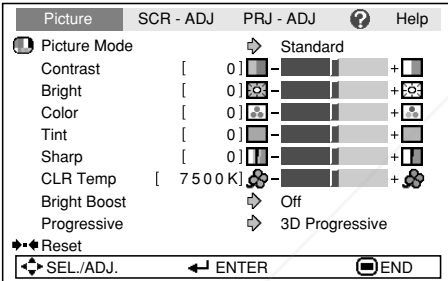 Picture SCR - ADJ PRJ - ADJ ? Help
Picture Mode Standard
Contrast [ 0] - +
Bright [ 0] - +
Color [ 0] - +
Tint [ 0] - +
Sharp [ 0] - +
CLR Temp [ 7500K] - +
Bright Boost Off
Progressive 3D Progressive
Reset
SEL./ADJ. ENTER END